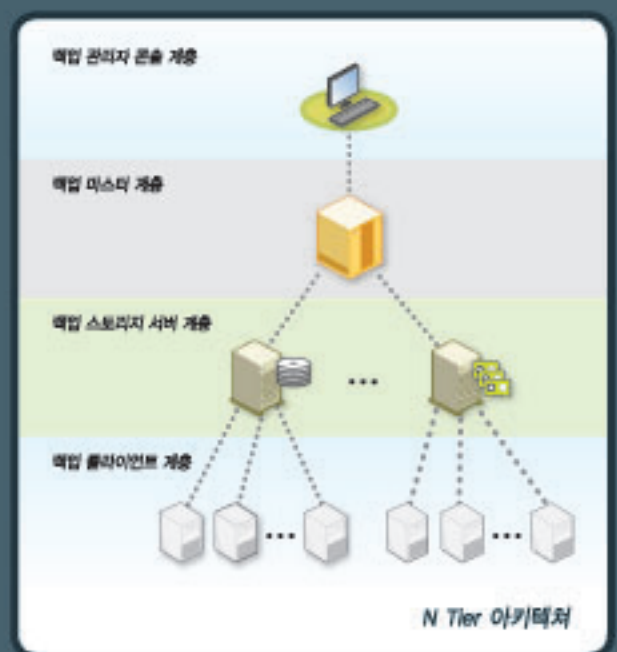 백업 관리자 콘솔 계층
백업 마스터 계층
백업 스토리지 서버 계층
백업 클라이언트 계층
N Tier 아키텍쳐